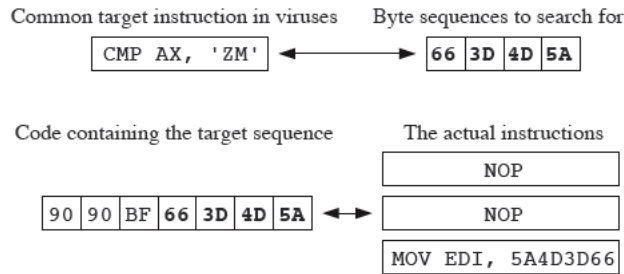 Common target instruction in viruses
Byte sequences to search for
CMP AX, 'ZM'
66 3D 4D 5A
Code containing the target sequence
The actual instructions
NOP
90 90 BF 66 3D 4D 5A
NOP
MOV EDI, 5A4D3D66